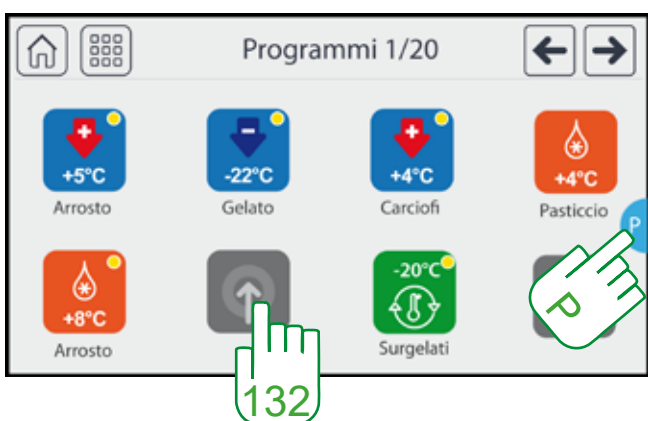 Programmi 1/20
+5°C
-22°C
+4°C
+4°C
Arrosto
Gelato
Carciofi
Pasticcio
P
+8°C
-20°C
P
Arrosto
Surgelati
132